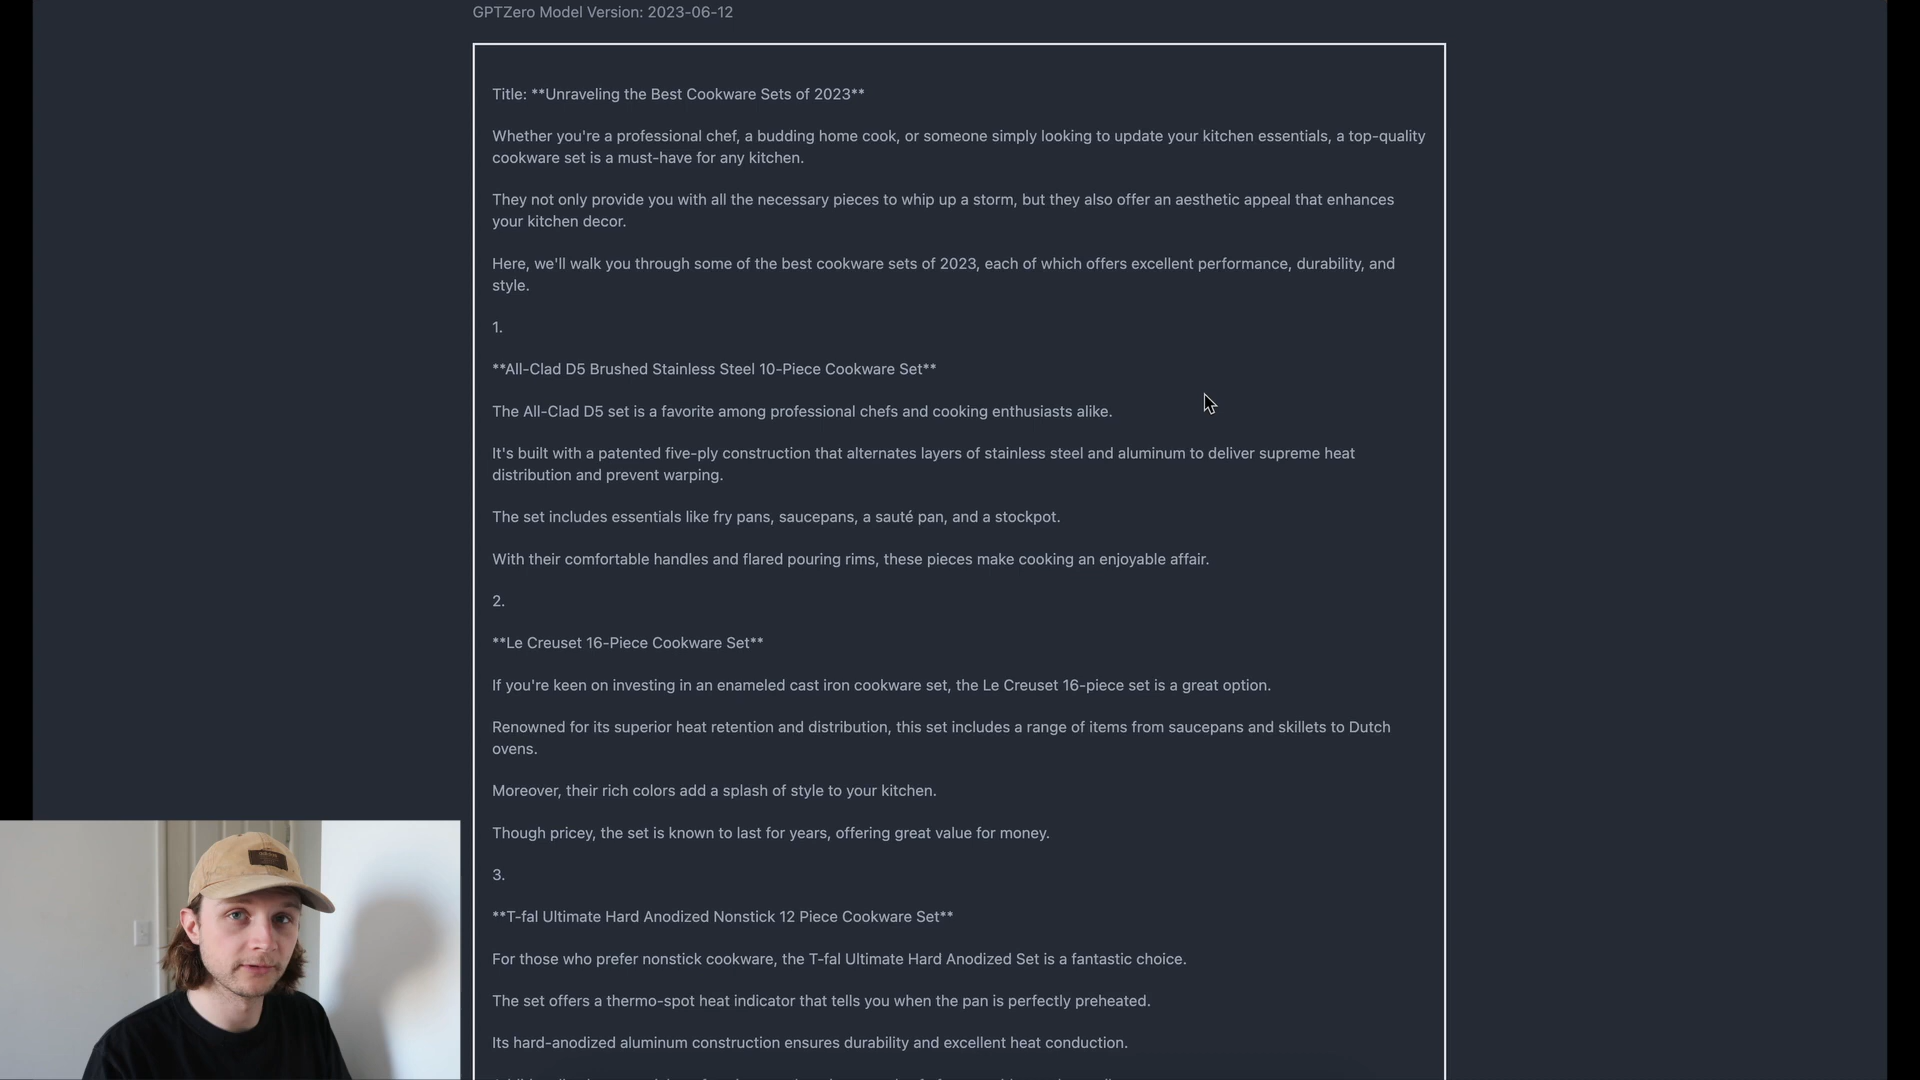 GPTZero Model Version: 2023-06-12
Title: **Unraveling the Best Cookware Sets of 2023**
Whether you're a professional chef, a budding home cook, or someone simply looking to update your kitchen essentials, a top-quality
cookware set is a must-have for any kitchen.
They not only provide you with all the necessary pieces to whip up a storm, but they also offer an aesthetic appeal that enhances
your kitchen decor.
Here, we'll walk you through some of the best cookware sets of 2023, each of which offers excellent performance, durability, and
style.
1.
**All-Clad D5 Brushed Stainless Steel 10-Piece Cookware Set**
The All-Clad D5 set is a favorite among professional chefs and cooking enthusiasts alike.
It's built with a patented five-ply construction that alternates layers of stainless steel and aluminum to deliver supreme heat
distribution and prevent warping.
The set includes essentials like fry pans, saucepans, a sauté pan, and a stockpot.
With their comfortable handles and flared pouring rims, these pieces make cooking an enjoyable affair.
2.
**Le Creuset 16-Piece Cookware Set**
If you're keen on investing in an enameled cast iron cookware set, the Le Creuset 16-piece set is a great option.
Renowned for its superior heat retention and distribution, this set includes a range of items from saucepans and skillets to Dutch
ovens.
Moreover, their rich colors add a splash of style to your kitchen.
Though pricey, the set is known to last for years, offering great value for money.
3.
**T-fal Ultimate Hard Anodized Nonstick 12 Piece Cookware Set**
For those who prefer nonstick cookware, the T-fal Ultimate Hard Anodized Set is a fantastic choice.
The set offers a thermo-spot heat indicator that tells you when the pan is perfectly preheated.
Its hard-anodized aluminum construction ensures durability and excellent heat conduction.